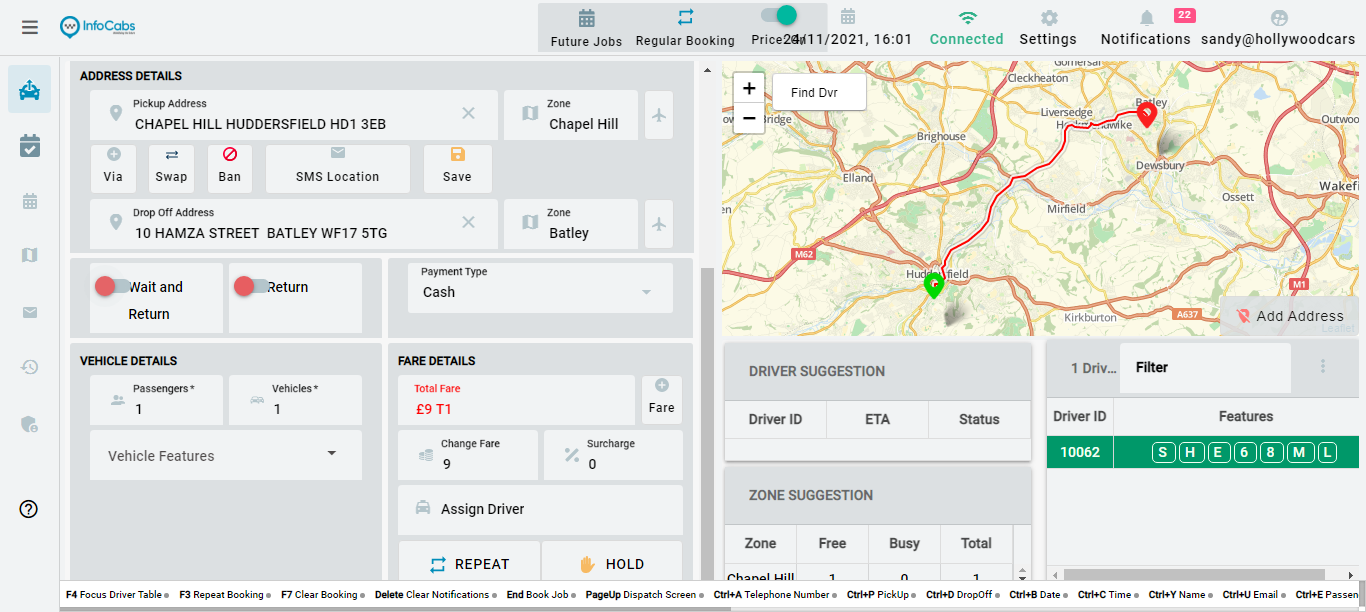 InfoCabs
Future Jobs
Regular Booking
24/11/2021, 16:01
Connected
Settings
22
Notifications
sandy@hollywoodcars
ADDRESS DETAILS
Pickup Address
CHAPEL HILL HUDDERSFIELD HD1 3EB
Zone
Chapel Hill
Via
Swap
Ban
SMS Location
Save
Drop Off Address
10 HAMZA STREET BATLEY WF17 5TG
Zone
Batley
Wait and
Return
Return
Payment Type
Cash
VEHICLE DETAILS
Passengers*
1
Vehicles*
1
Vehicle Features
FARE DETAILS
Total Fare
£9 T1
Fare
Change Fare
9
Surcharge
0
Assign Driver
REPEAT
HOLD
+
−
Find Dvr
Gomersal
Cleckheaton
Batley
Liversedge
Brighouse
Dewsbury
Outwoo
Elland
Wakef
Ossett
Mirfield
M62
Huddersfield
M1
A637
Kirkburton
Add Address
Leaflet
DRIVER SUGGESTION
Driver ID
ETA
Status
ZONE SUGGESTION
Zone
Free
Busy
Total
Chapel Hill
1
0
1
1 Driv...
Filter
Driver ID
Features
10062
S H E 6 8 M L
F4 Focus Driver Table
F3 Repeat Booking
F7 Clear Booking
Delete Clear Notifications
End Book Job
PageUp Dispatch Screen
Ctrl+A Telephone Number
Ctrl+P PickUp
Ctrl+D DropOff
Ctrl+B Date
Ctrl+C Time
Ctrl+Y Name
Ctrl+U Email
Ctrl+E Passen